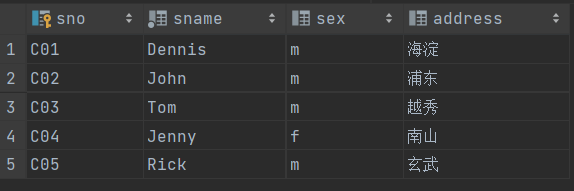 sno sname sex address
1 C01 Dennis m 海淀
2 C02 John m 浦东
3 C03 Tom m 越秀
4 C04 Jenny f 南山
5 C05 Rick m 玄武